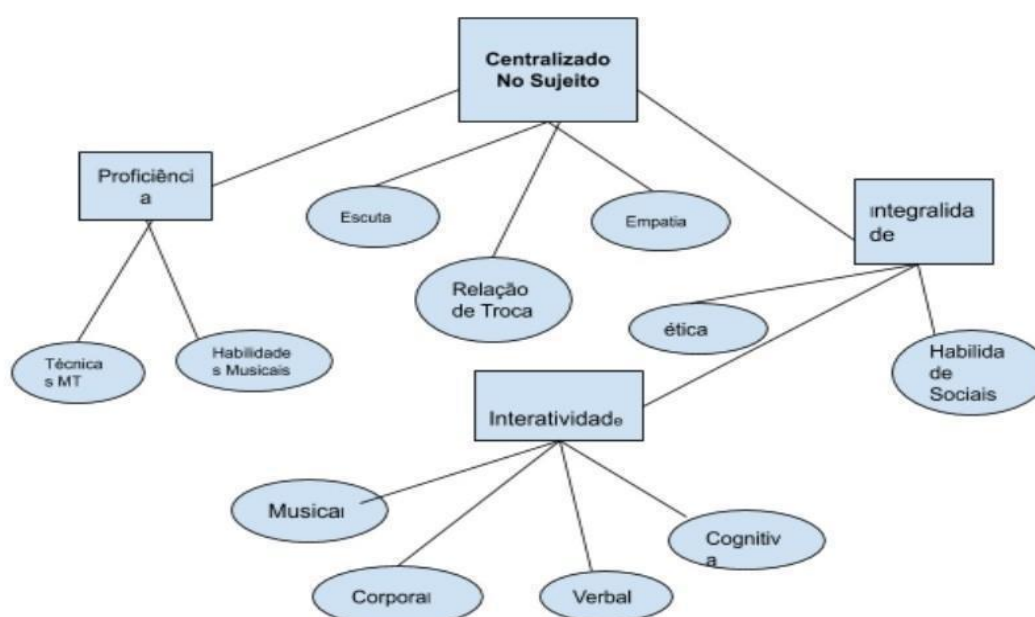 Centralizado
No Sujeito
Proficiênci
a
Escuta
Empatia
Integralida
de
Relação
de Troca
ética
Técnica
s MT
Habilidade
s Musicais
Habilida
de
Sociais
Interatividade
Musical
Cognitiv
a
Corporal
Verbal